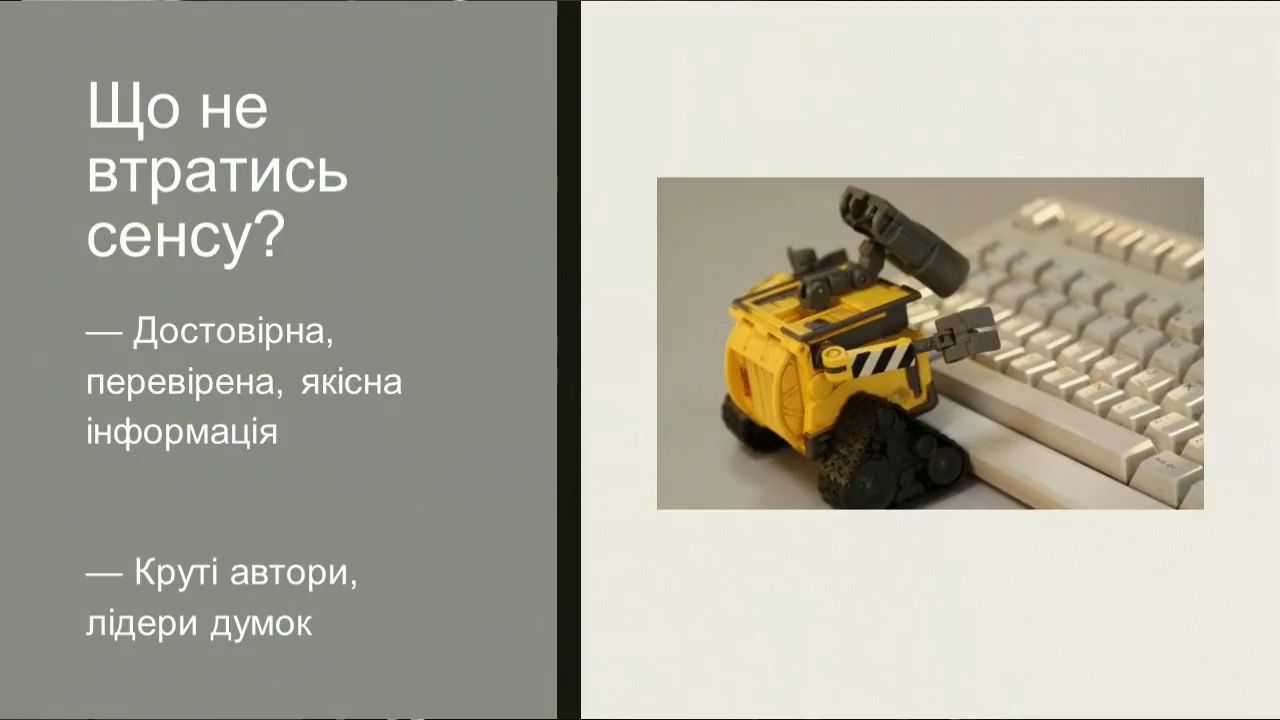 Що не
втратись
сенсу?
— Достовірна,
перевірена, якісна
інформація
— Круті автори,
лідери думок